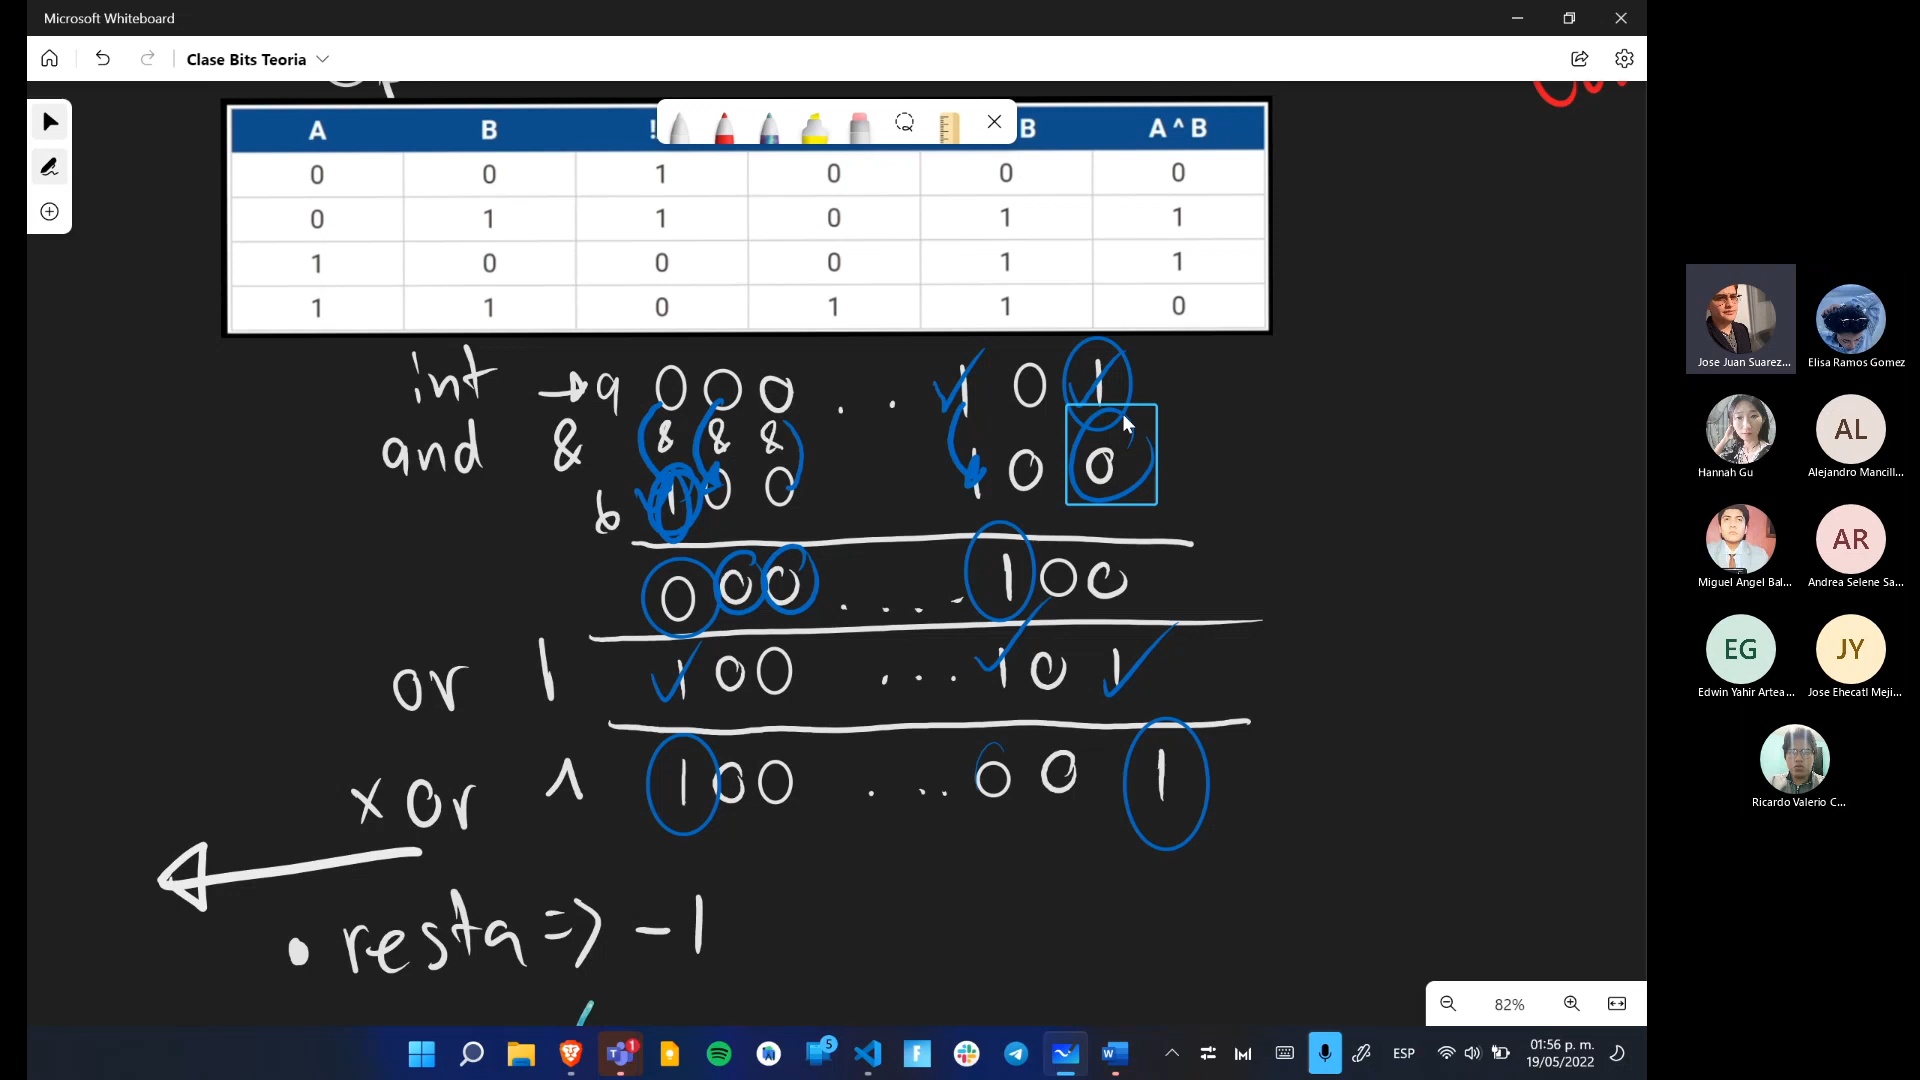 Microsoft Whiteboard
Clase Bits Teoria
A B ! B A ^ B
0 0 1 0 0 0
0 1 1 0 1 1
1 0 0 0 1 1
1 1 0 1 1 0
int → a 0 0 0 . . 1 0 1
and & & & &
b 1 0 0 1 0 0
0 0 0 . . . . 1 0 0
or | 1 0 0 . . . 1 0 1
xor ^ 1 0 0 . . . 0 0 1
• resta => -1
82%
Jose Juan Suarez...
Elisa Ramos Gomez
Hannah Gu
AL
Alejandro Mancill...
Miguel Angel Bal...
AR
Andrea Selene Sa...
EG
Edwin Yahir Artea...
JY
Jose Ehecatl Meji...
Ricardo Valerio C...
1
5
F
W
ESP
01:56 p. m.
19/05/2022